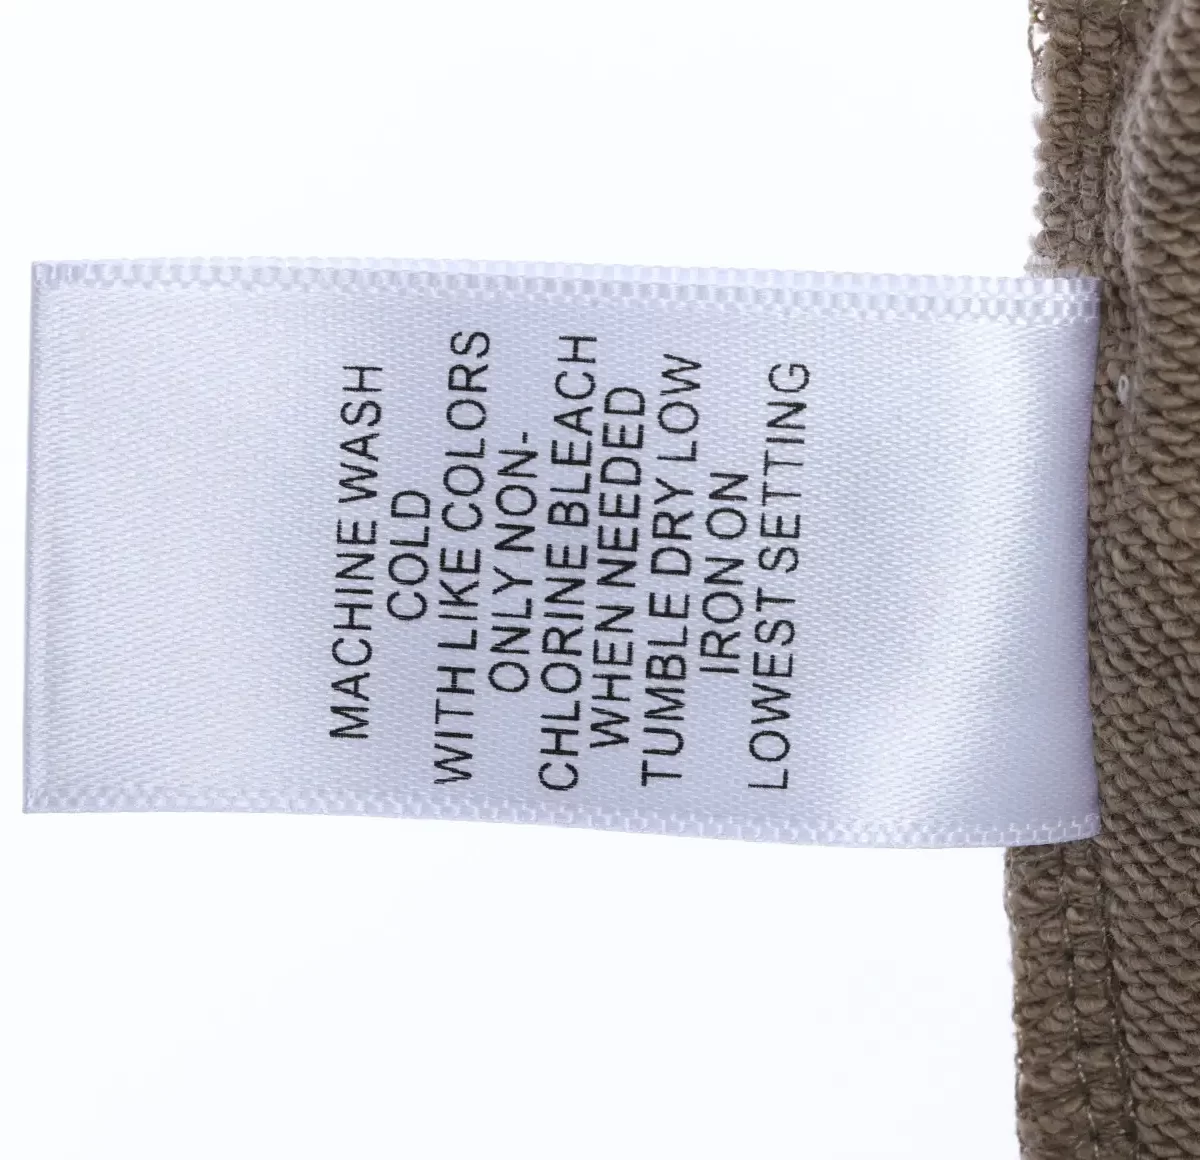 MACHINE WASH
COLD
WITH LIKE COLORS
ONLY NON-
CHLORINE BLEACH
WHEN NEEDED
TUMBLE DRY LOW
IRON ON
LOWEST SETTING